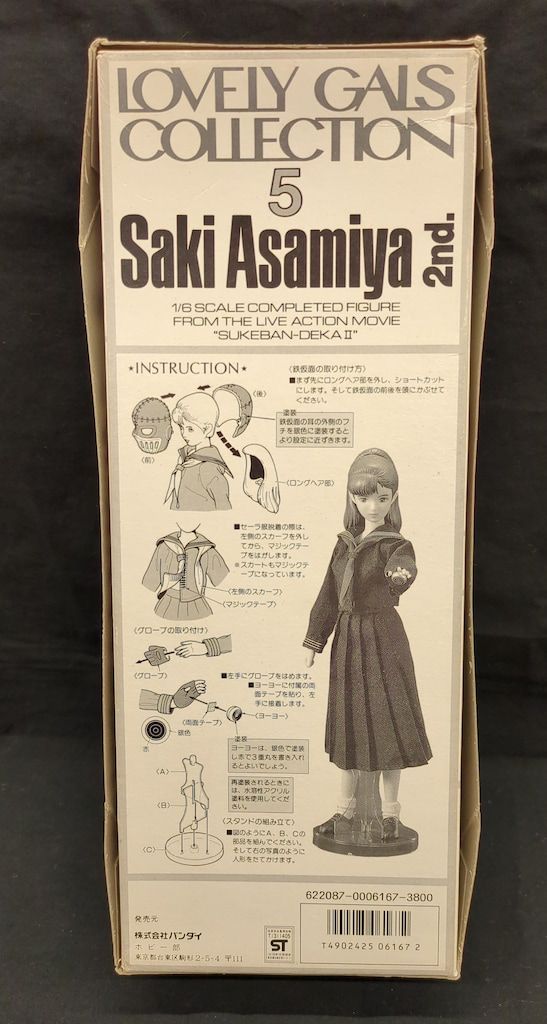 LOVELY GALS
COLLECTION
5
Saki Asamiya 2nd.
1/6 SCALE COMPLETED FIGURE
FROM THE LIVE ACTION MOVIE
"SUKEBAN-DEKA II"
★INSTRUCTION★
〈鉄仮面の取り付け方〉
■まず先にロングヘア部を外し、ショートカット
にします。そして鉄仮面の前後を頭にかぶせて
ください。
〈後〉
〈前〉
塗装
鉄仮面の耳の外側のフ
チを銀色に塗装すると
より設定に近ずきます。
〈ロングヘア部〉
■セーラ服脱着の際は、
左側のスカーフを外し
てから、マジックテー
プをはがします。
※スカートもマジックテ
ープになっています。
〈左側のスカーフ〉
〈マジックテープ〉
〈グローブの取り付け〉
〈グローブ〉
■左手にグローブをはめます。
■ヨーヨーに付属の両
面テープを貼り、左
手に接着します。
〈両面テープ〉
〈ヨーヨー〉
銀色
赤
塗装
ヨーヨーは、銀色で塗装
し赤で3重丸を書き入れ
るとよいでしょう。
再塗装されるときに
は、水溶性アクリル
塗料を使用してくだ
さい。
〈A〉
〈B〉
〈C〉
〈スタンドの組み立て〉
■図のようにA、B、Cの
部品を組んでください。
そして右の写真のように
人形をたてかけます。
622087-0006167-3800
発売元
株式会社バンダイ
ホビー部
東京都台東区駒形2-5-4 〒111
ST
T4902425 06167 2